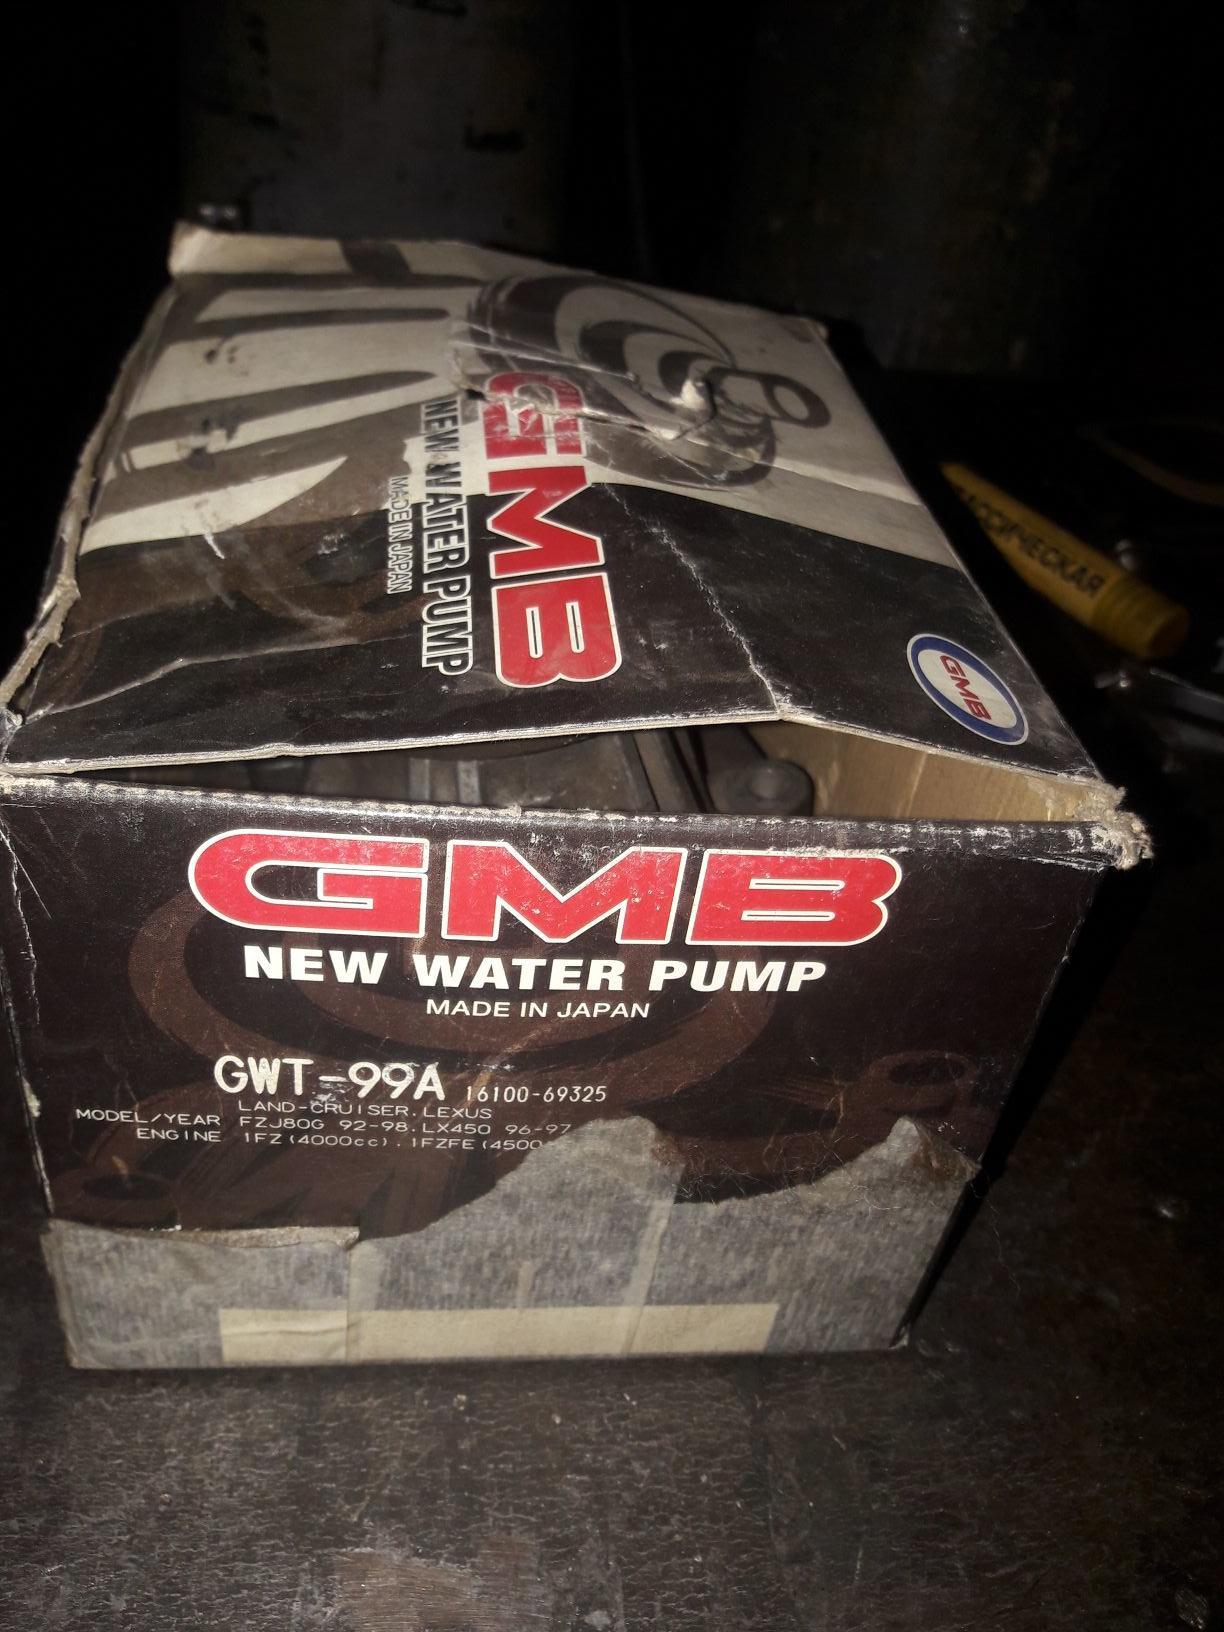 GMB
NEW WATER PUMP
MADE IN JAPAN
GMB
GMB
NEW WATER PUMP
MADE IN JAPAN
GWT-99A 16100-69325
LAND-CRUISER. LEXUS
MODEL/YEAR FZJ80G 92-98. LX450 96-97
ENGINE 1FZ (4000cc). 1FZFE (4500